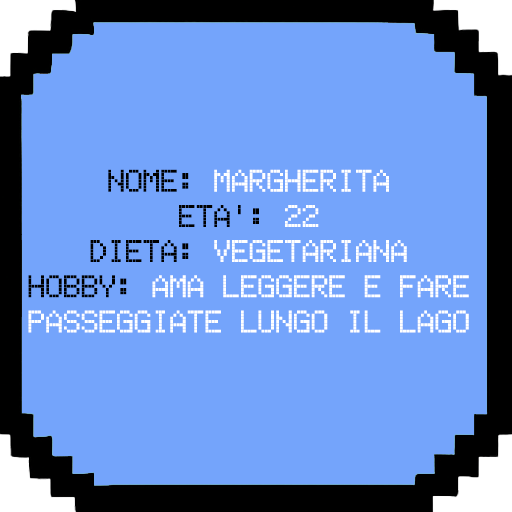 NOME: MARGHERITA
ETA': 22
DIETA: VEGETARIANA
HOBBY: AMA LEGGERE E FARE
PASSEGGIATE LUNGO IL LAGO